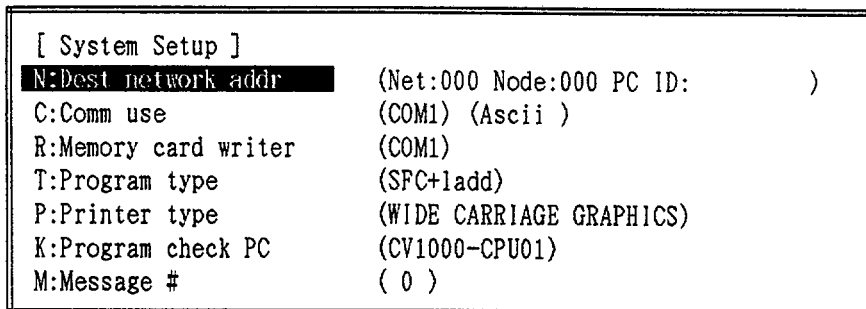 [ System Setup ]
N:Dest network addr (Net:000 Node:000 PC ID: )
C:Comm use (COM1) (Ascii )
R:Memory card writer (COM1)
T:Program type (SFC+ladd)
P:Printer type (WIDE CARRIAGE GRAPHICS)
K:Program check PC (CV1000-CPU01)
M:Message # ( 0 )